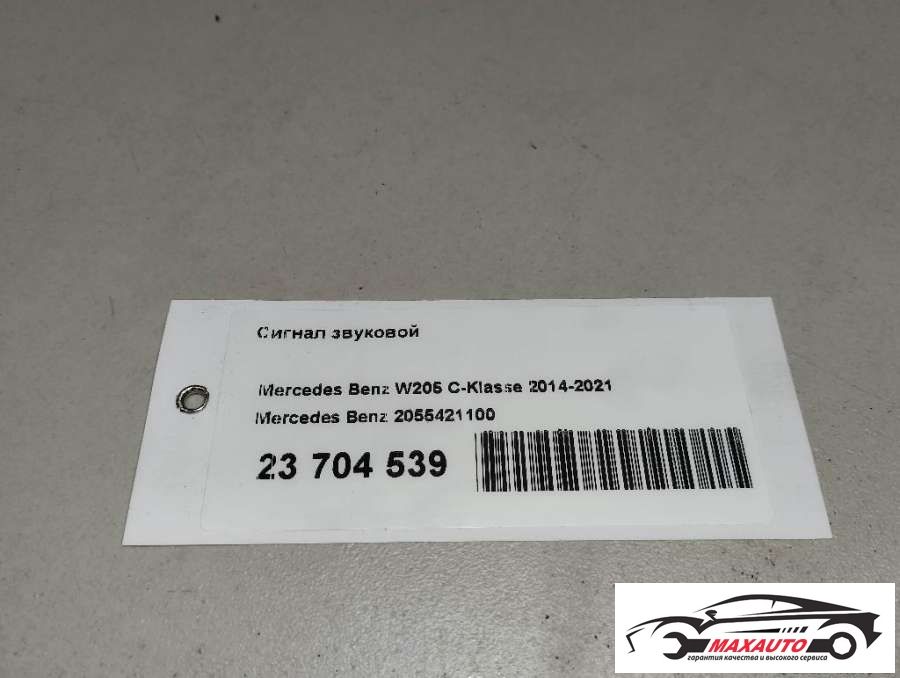 Сигнал звуковой
Mercedes Benz W205 C-Klasse 2014-2021
Mercedes Benz 2055421100
23 704 539
MAXAUTO
гарантия качества и высокого сервиса